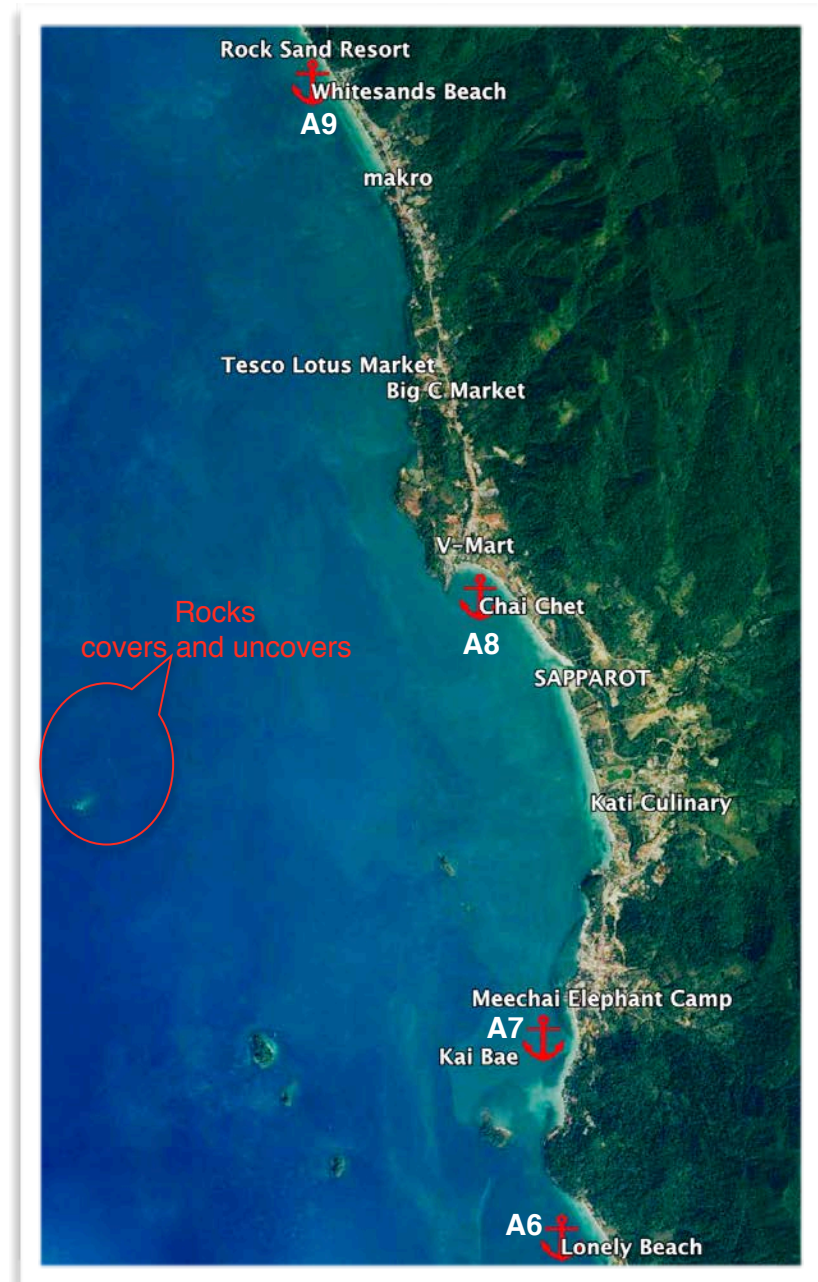 Rock Sand Resort
Whitesands Beach
A9
makro
Tesco Lotus Market
Big C Market
V-Mart
Chai Chet
A8
Rocks
covers and uncovers
SAPPAROT
Kati Culinary
Meechai Elephant Camp
A7
Kai Bae
A6
Lonely Beach